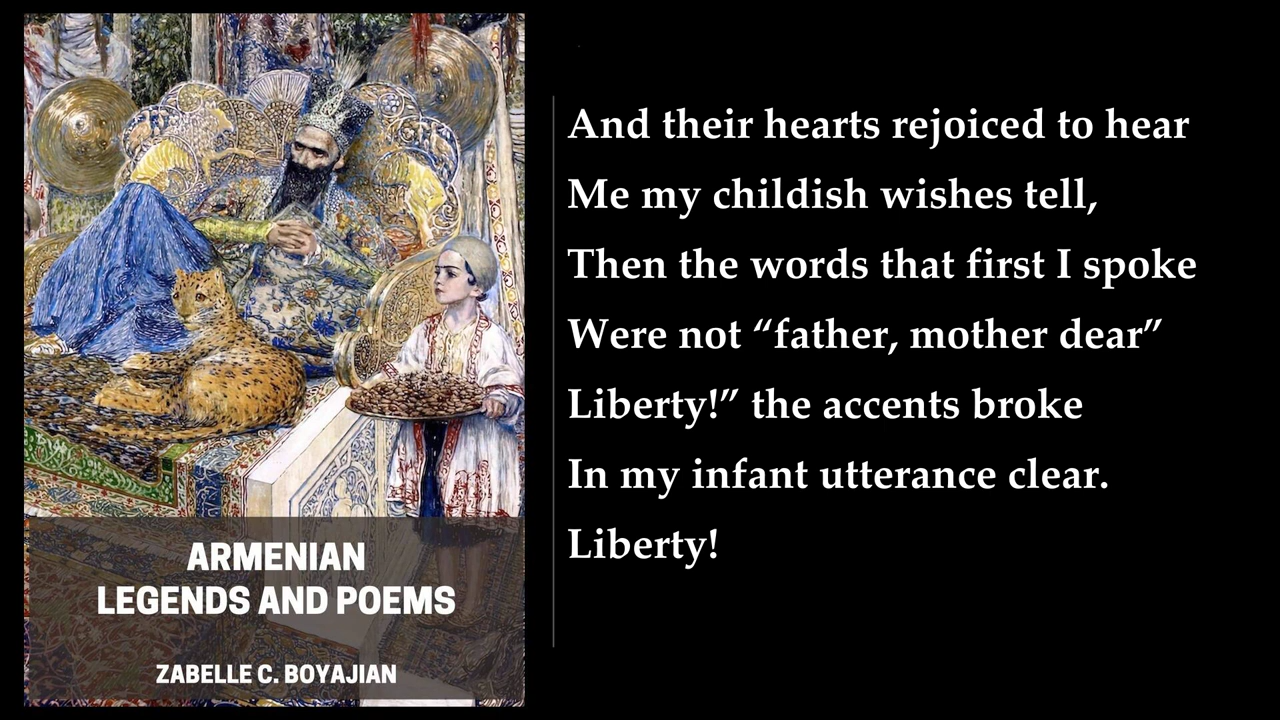 ARMENIAN
LEGENDS AND POEMS
ZABELLE C. BOYAJIAN
And their hearts rejoiced to hear
Me my childish wishes tell,
Then the words that first I spoke
Were not “father, mother dear”
Liberty!” the accents broke
In my infant utterance clear.
Liberty!